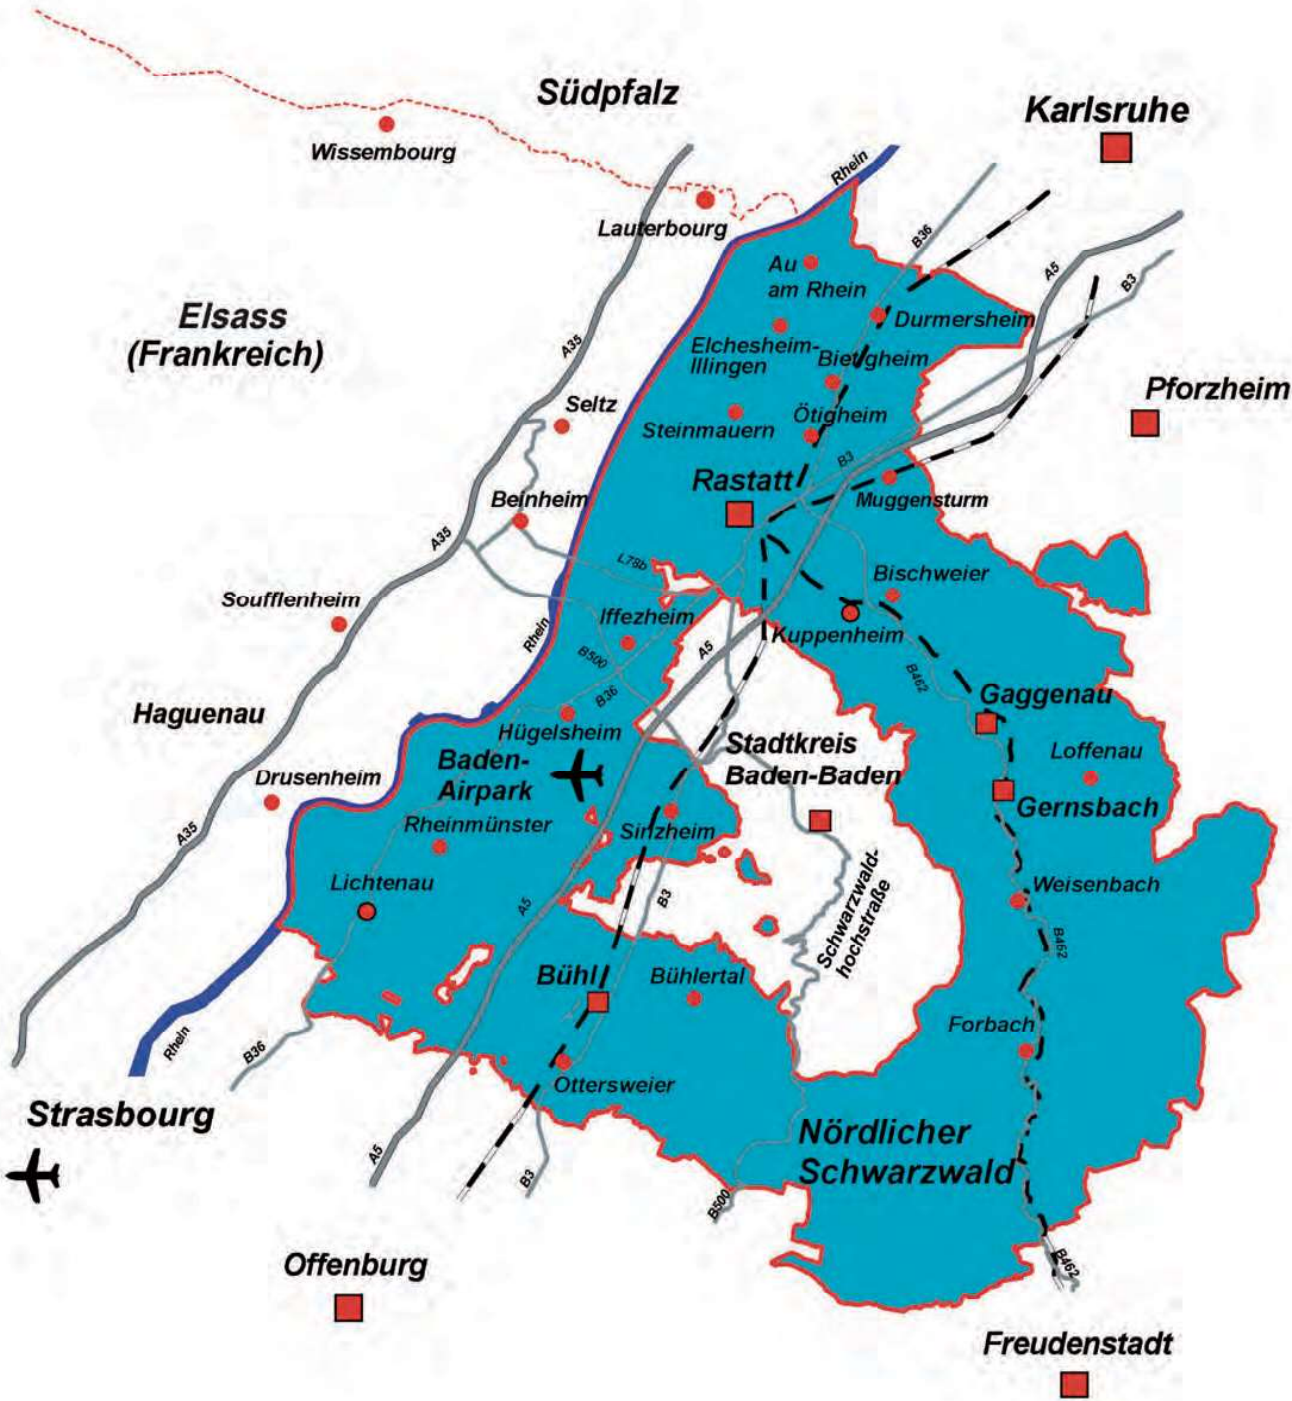 Südpfalz
Karlsruhe
Wissembourg
Rhein
Lauterbourg
B36
Au
am Rhein
A5
B3
Elsass
(Frankreich)
Durmersheim
A35
Elchesheim-
Illingen
Bietigheim
Pforzheim
Seltz
Steinmauern
Ötigheim
B3
Rastatt
Muggensturm
Beinheim
A35
L78b
Bischweier
Soufflenheim
Iffezheim
Rhein
Kuppenheim
B500
A5
B462
B36
Gaggenau
Haguenau
Hügelsheim
Stadtkreis
Baden-Baden
Loffenau
Baden-
Airpark
Drusenheim
Gernsbach
Rheinmünster
Sinzheim
A35
Lichtenau
Weisenbach
B3
A5
Schwarzwald-
hochstraße
B462
Bühl
Bühlertal
Forbach
Rhein
B36
Ottersweier
Strasbourg
Nördlicher
Schwarzwald
A5
B3
B500
Offenburg
B462
Freudenstadt